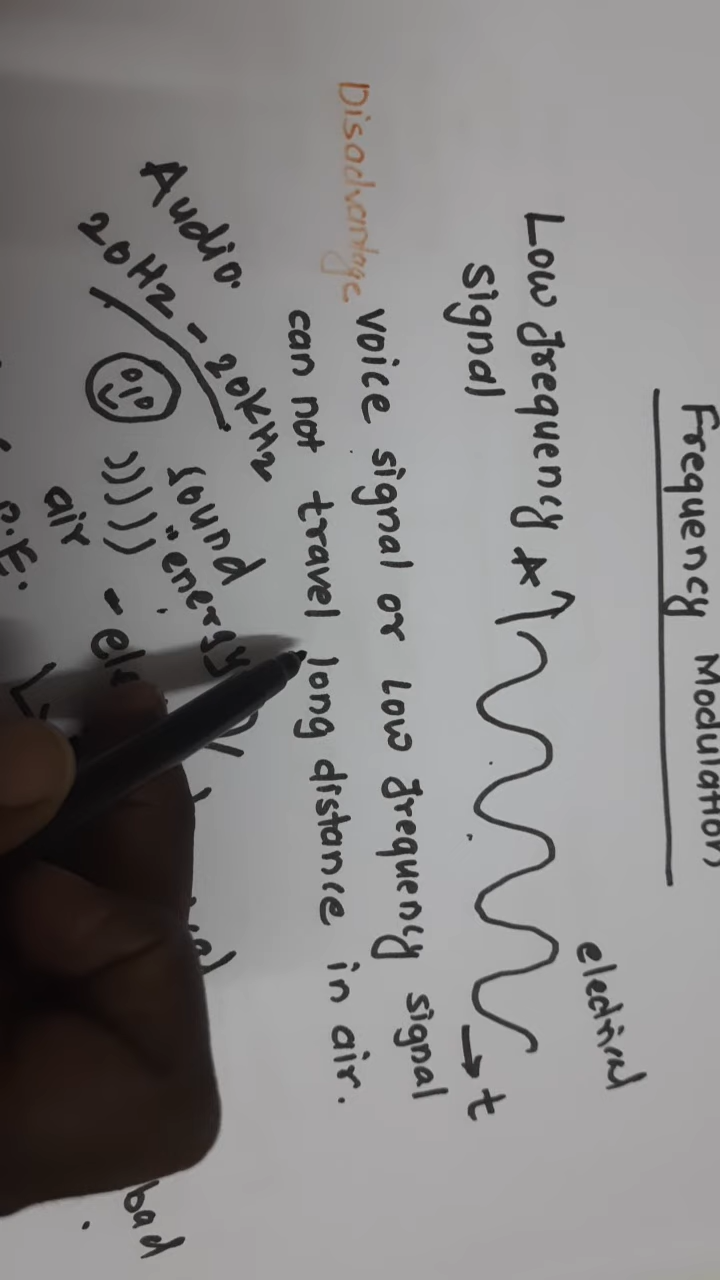 Frequency Modulation
electrical
Low frequency
signal
A
→ t
Disadvantage
voice signal or Low frequency signal
can not travel long distance in air.
Audio.
20HZ - 20KHZ
sound
energy
air
P.E.
bad